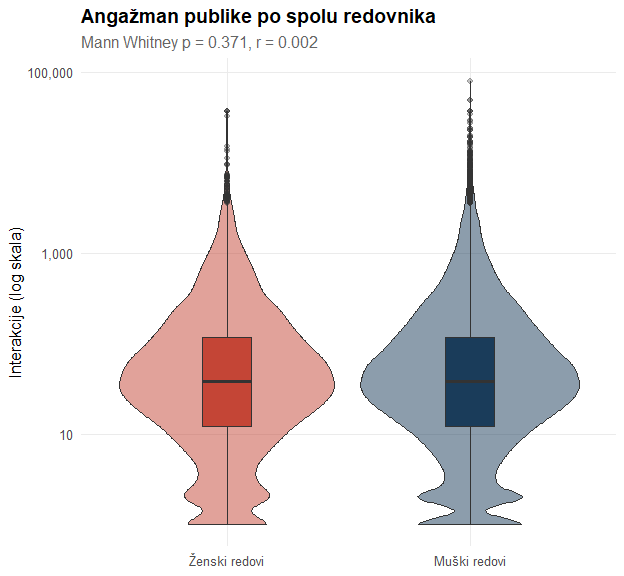 Angažman publike po spolu redovnika
Mann Whitney p = 0.371, r = 0.002
100,000
1,000
10
Interakcije (log skala)
Ženski redovi
Muški redovi